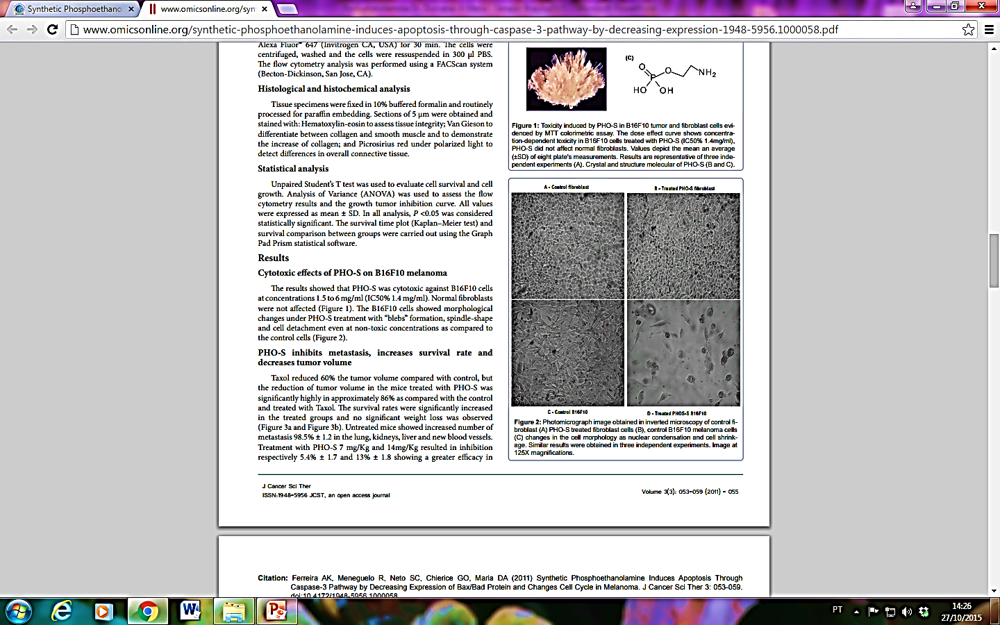 Synthetic Phosphoethano
www.omicsonline.org/syn
www.omicsonline.org/synthetic-phosphoethanolamine-induces-apoptosis-through-caspase-3-pathway-by-decreasing-expression-1948-5956.1000058.pdf
Alexa Fluor® 647 (Invitrogen CA, USA) for 30 min. The cells were
centrifuged, washed and the cells were ressuspended in 300 µl PBS.
The flow cytometry analysis was performed using a FACScan system
(Becton-Dickinson, San Jose, CA).
Histological and histochemical analysis
Tissue specimens were fixed in 10% buffered formalin and routinely
processed for paraffin embedding. Sections of 5 µm were obtained and
stained with: Hematoxylin-eosin to assess tissue integrity; Van Gieson to
differentiate between collagen and smooth muscle and to demonstrate
the increase of collagen; and Picrosirius red under polarized light to
detect differences in overall connective tissue.
Statistical analysis
Unpaired Student's T test was used to evaluate cell survival and cell
growth. Analysis of Variance (ANOVA) was used to assess the flow
cytometry results and the growth tumor inhibition curve. All values
were expressed as mean ± SD. In all analysis, P <0.05 was considered
statistically significant. The survival time plot (Kaplan–Meier test) and
survival comparison between groups were carried out using the Graph
Pad Prism statistical software.
Results
Cytotoxic effects of PHO-S on B16F10 melanoma
The results showed that PHO-S was cytotoxic against B16F10 cells
at concentrations 1.5 to 6 mg/ml (IC50% 1.4 mg/ml). Normal fibroblasts
were not affected (Figure 1). The B16F10 cells showed morphological
changes under PHO-S treatment with "blebs" formation, spindle-shape
and cell detachment even at non-toxic concentrations as compared to
the control cells (Figure 2).
PHO-S inhibits metastasis, increases survival rate and
decreases tumor volume
Taxol reduced 60% the tumor volume compared with control, but
the reduction of tumor volume in the mice treated with PHO-S was
significantly highly in approximately 86% as compared with the control
and treated with Taxol. The survival rates were significantly increased
in the treated groups and no significant weight loss was observed
(Figure 3a and Figure 3b). Untreated mice showed increased number of
metastasis 98.5% ± 1.2 in the lung, kidneys, liver and new blood vessels.
Treatment with PHO-S 7 mg/Kg and 14mg/Kg resulted in inhibition
respectively 5.4% ± 1.7 and 13% ± 1.8 showing a greater efficacy in
(C)
O
O
NH2
P
HO
OH
Figure 1: Toxicity induced by PHO-S in B16F10 tumor and fibroblast cells evi-
denced by MTT colorimetric assay. The dose effect curve shows concentra-
tion-dependent toxicity in B16F10 cells treated with PHO-S (IC50% 1.4mg/ml),
PHO-S did not affect normal fibroblasts. Values depict the mean an average
(±SD) of eight plate's measurements. Results are representative of three inde-
pendent experiments (A). Crystal and structure molecular of PHO-S (B and C).
A - Control fibroblast
B - Treated PHO-S fibroblast
C - Control B16F10
D - Treated PHOS-S B16F10
Figure 2: Photomicrograph image obtained in inverted microscopy of control fi-
broblast (A) PHO-S treated fibroblast cells (B), control B16F10 melanoma cells
(C) changes in the cell morphology as nuclear condensation and cell shrink-
age. Similar results were obtained in three independent experiments. Image at
125X magnifications.
J Cancer Sci Ther
ISSN:1948-5956 JCST, an open access journal
Volume 3(3): 053-059 (2011) - 055
Citation: Ferreira AK, Meneguelo R, Neto SC, Chierice GO, Maria DA (2011) Synthetic Phosphoethanolamine Induces Apoptosis Through
Caspase-3 Pathway by Decreasing Expression of Bax/Bad Protein and Changes Cell Cycle in Melanoma. J Cancer Sci Ther 3: 053-059.
doi:10.4172/1948-5956.1000058
PT
14:26
27/10/2015